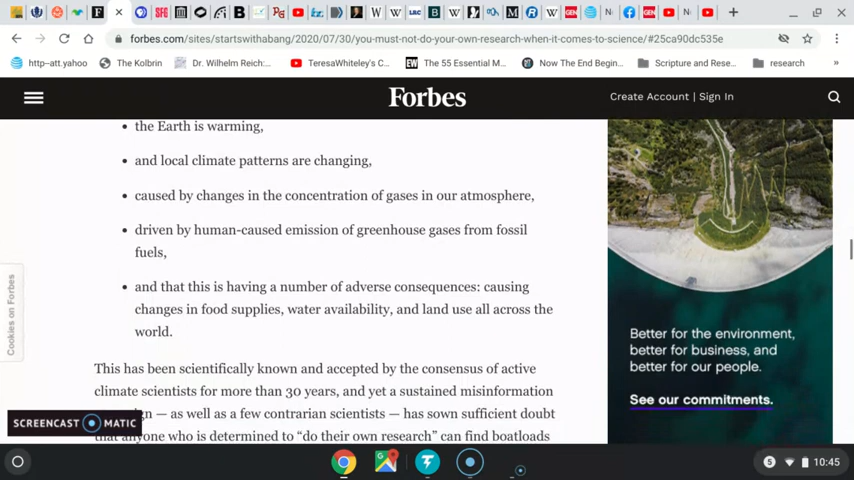 forbes.com/sites/startswithabang/2020/07/30/you-must-not-do-your-own-research-when-it-comes-to-science/#25ca90dc535e
http--att.yahoo
The Kolbrin
Dr. Wilhelm Reich:...
TeresaWhiteley's C...
EW The 55 Essential M...
Now The End Begin...
Scripture and Rese...
research
»
Forbes
Create Account | Sign In
the Earth is warming,
and local climate patterns are changing,
caused by changes in the concentration of gases in our atmosphere,
driven by human-caused emission of greenhouse gases from fossil
fuels,
and that this is having a number of adverse consequences: causing
changes in food supplies, water availability, and land use all across the
world.
This has been scientifically known and accepted by the consensus of active
climate scientists for more than 30 years, and yet a sustained misinformation
— as well as a few contrarian scientists — has sown sufficient doubt
that anyone who is determined to “do their own research” can find boatloads
Cookies on Forbes
Better for the environment,
better for business, and
better for our people.
See our commitments.
SCREENCAST MATIC
5 10:45